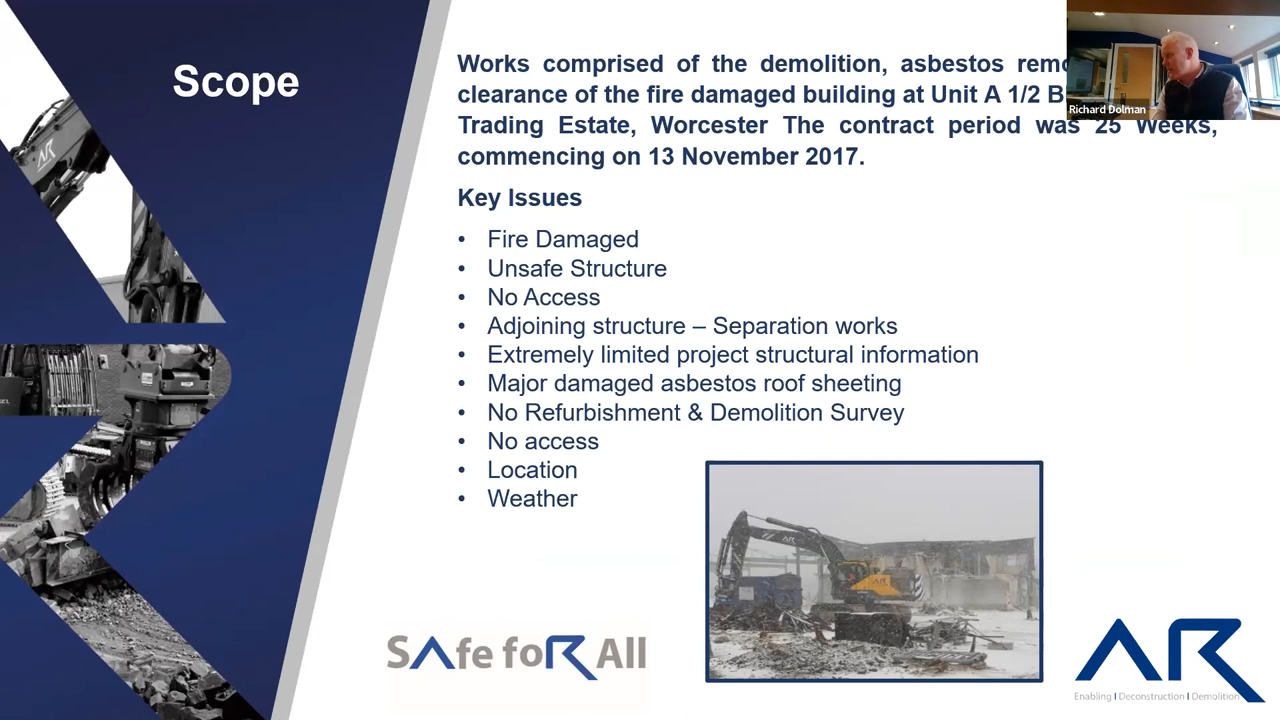 Scope
Works comprised of the demolition, asbestos
clearance of the fire damaged building at Unit A 1/2
Trading Estate, Worcester The contract period was 25 Weeks,
commencing on 13 November 2017.
Richard Dolman
Key Issues
• Fire Damaged
• Unsafe Structure
• No Access
• Adjoining structure – Separation works
• Extremely limited project structural information
• Major damaged asbestos roof sheeting
• No Refurbishment & Demolition Survey
• No access
• Location
• Weather
AR
AR
AR
Safe foR All
AR
Enabling I Deconstruction I Demolition